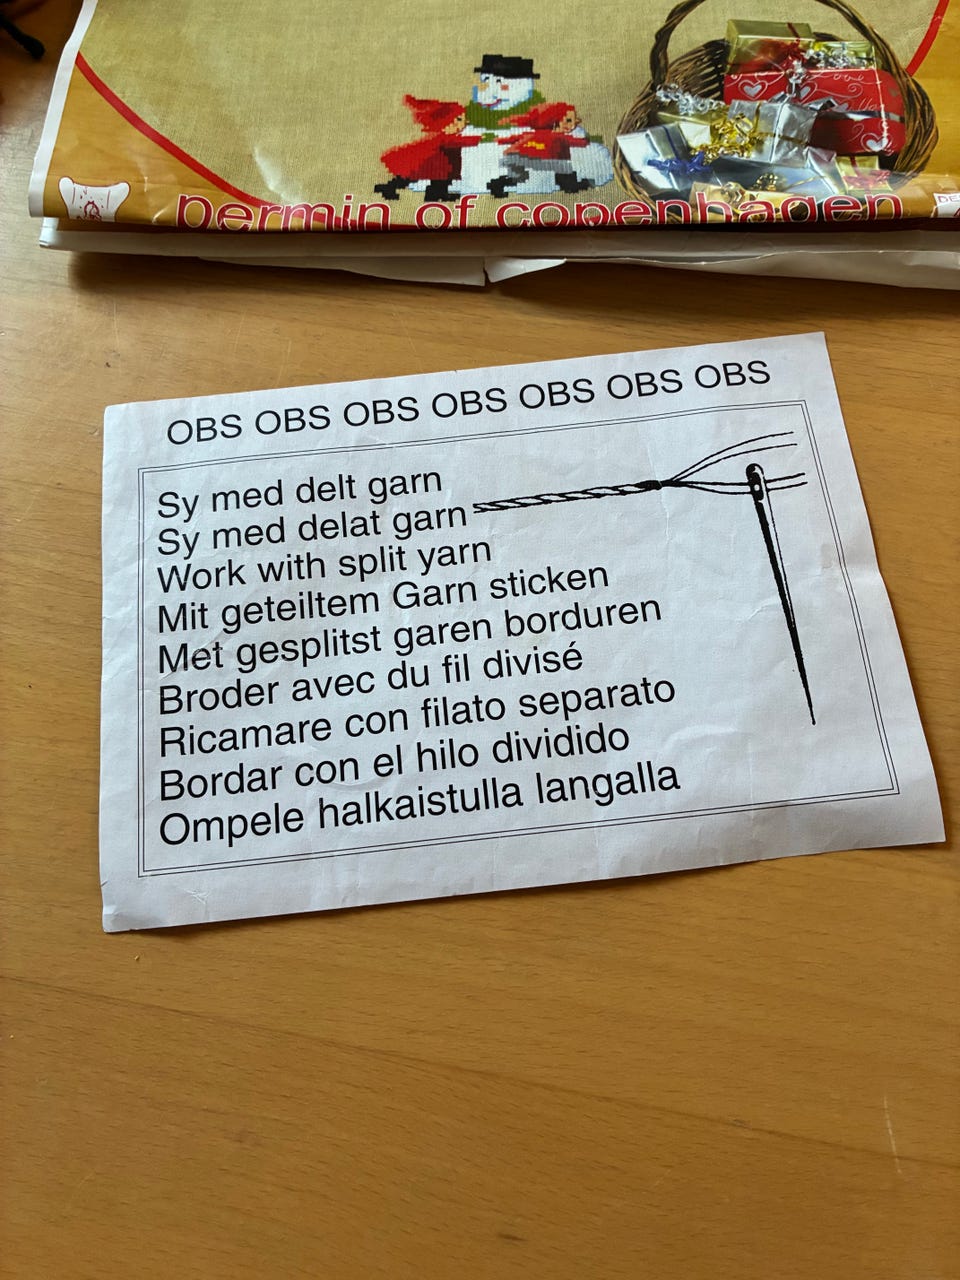 permin of copenhagen
OBS OBS OBS OBS OBS OBS OBS
Sy med delt garn
Sy med delat garn
Work with split yarn
Mit geteiltem Garn sticken
Met gesplitst garen borduren
Broder avec du fil divisé
Ricamare con filato separato
Bordar con el hilo dividido
Ompele halkaistulla langalla